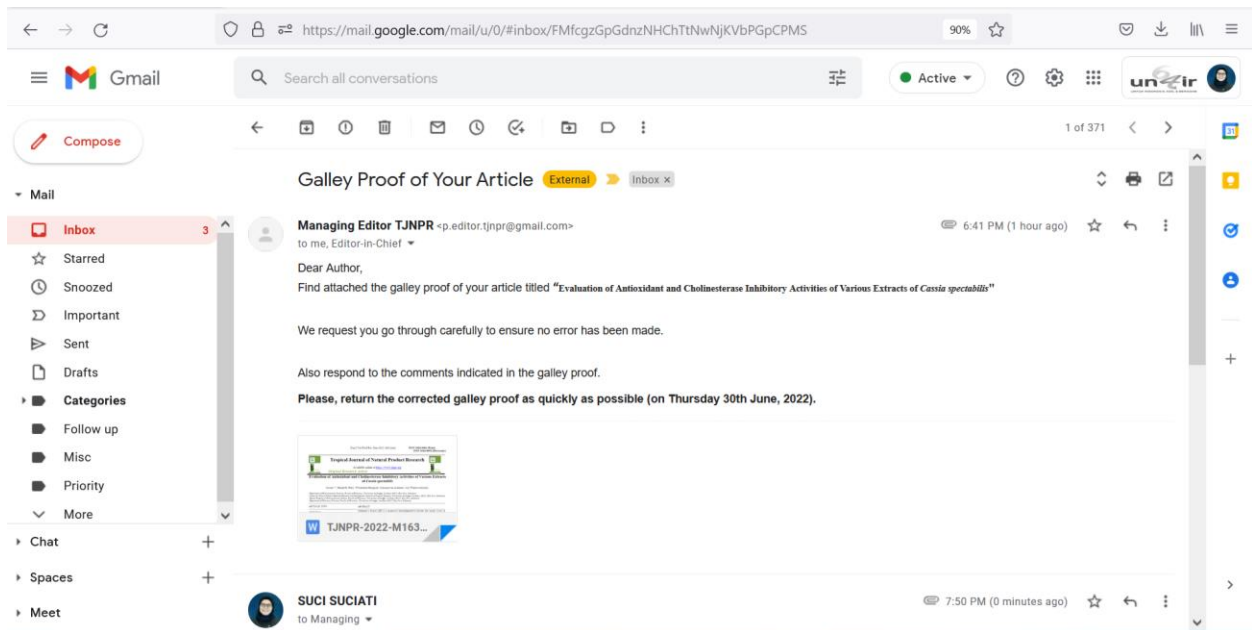 https://mail.google.com/mail/u/0/#inbox/FMfcgzGpGdnzNHChTtNwNjKVbPGpCPMS
90%
Gmail
Search all conversations
Active
un4ir
Compose
1 of 371
31
Mail
Galley Proof of Your Article External Inbox ×
Inbox 3
Managing Editor TJNPR <p.editor.tjnpr@gmail.com>
6:41 PM (1 hour ago)
to me, Editor-in-Chief
Starred
Snoozed
Important
Sent
Drafts
Categories
Follow up
Misc
Priority
More
Chat
Spaces
Meet
Dear Author,
Find attached the galley proof of your article titled “Evaluation of Antioxidant and Cholinesterase Inhibitory Activities of Various Extracts of Cassia spectabilis”
We request you go through carefully to ensure no error has been made.
Also respond to the comments indicated in the galley proof.
Please, return the corrected galley proof as quickly as possible (on Thursday 30th June, 2022).
Tropical Journal of Natural Product Research
W TJNPR-2022-M163...
SUCI SUCIATI
7:50 PM (0 minutes ago)
to Managing